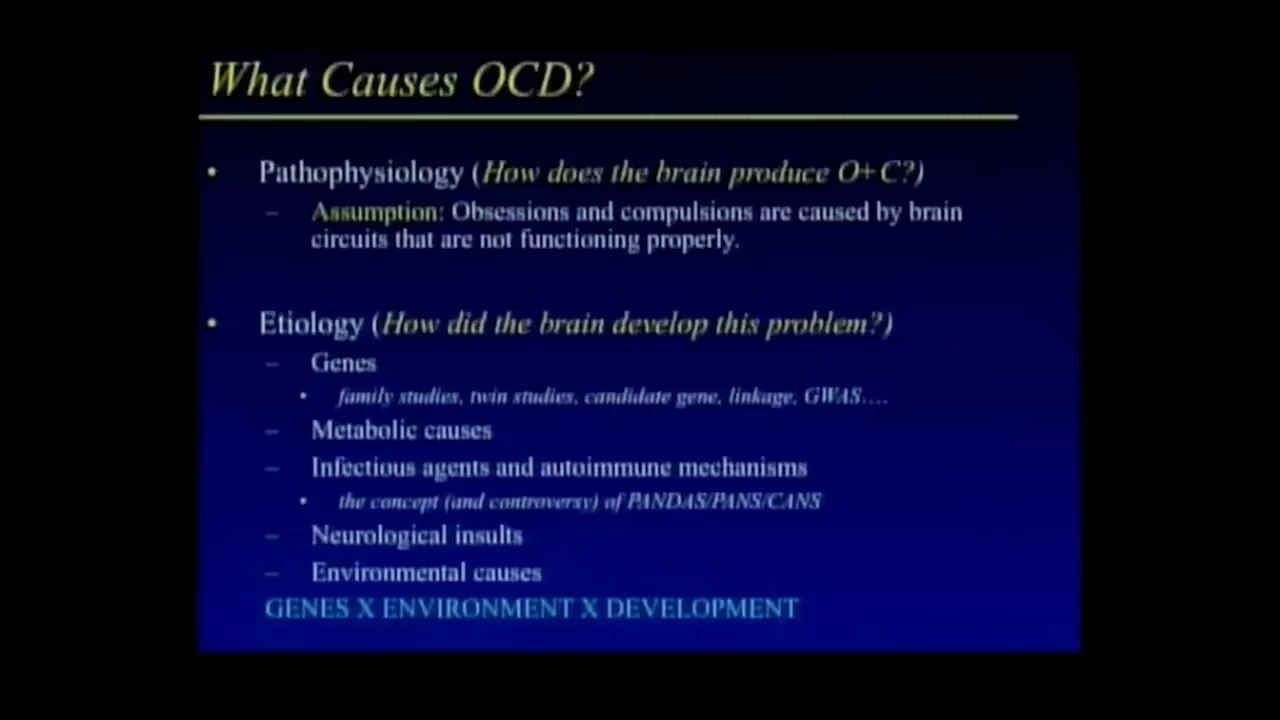 What Causes OCD?
• Pathophysiology (How does the brain produce O+C?)
– Assumption: Obsessions and compulsions are caused by brain
circuits that are not functioning properly.
• Etiology (How did the brain develop this problem?)
– Genes
• family studies, twin studies, candidate gene, linkage, GWAS....
– Metabolic causes
– Infectious agents and autoimmune mechanisms
• the concept (and controversy) of PANDAS/PANS/CANS
– Neurological insults
– Environmental causes
GENES X ENVIRONMENT X DEVELOPMENT